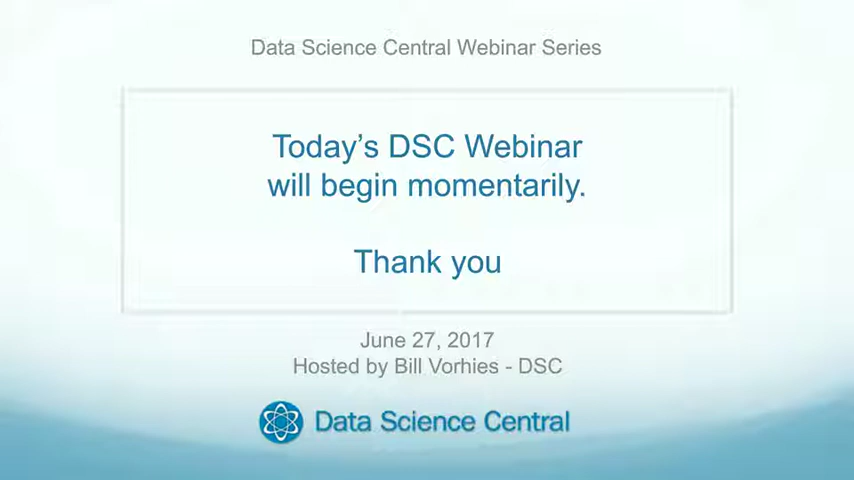 Data Science Central Webinar Series
Today's DSC Webinar
will begin momentarily.
Thank you
June 27, 2017
Hosted by Bill Vorhies - DSC
Data Science Central